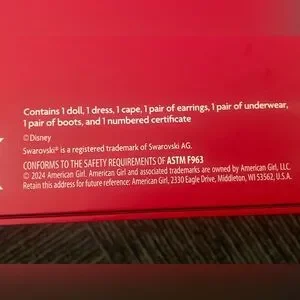 Contains 1 doll, 1 dress, 1 cape, 1 pair of earrings, 1 pair of underwear,
1 pair of boots, and 1 numbered certificate
© Disney
Swarovski® is a registered trademark of Swarovski AG.
CONFORMS TO THE SAFETY REQUIREMENTS OF ASTM F963
© 2024 American Girl. American Girl and associated trademarks are owned by American Girl, LLC.
Retain this address for future reference: American Girl, 2330 Eagle Drive, Middleton, WI 53562, U.S.A.